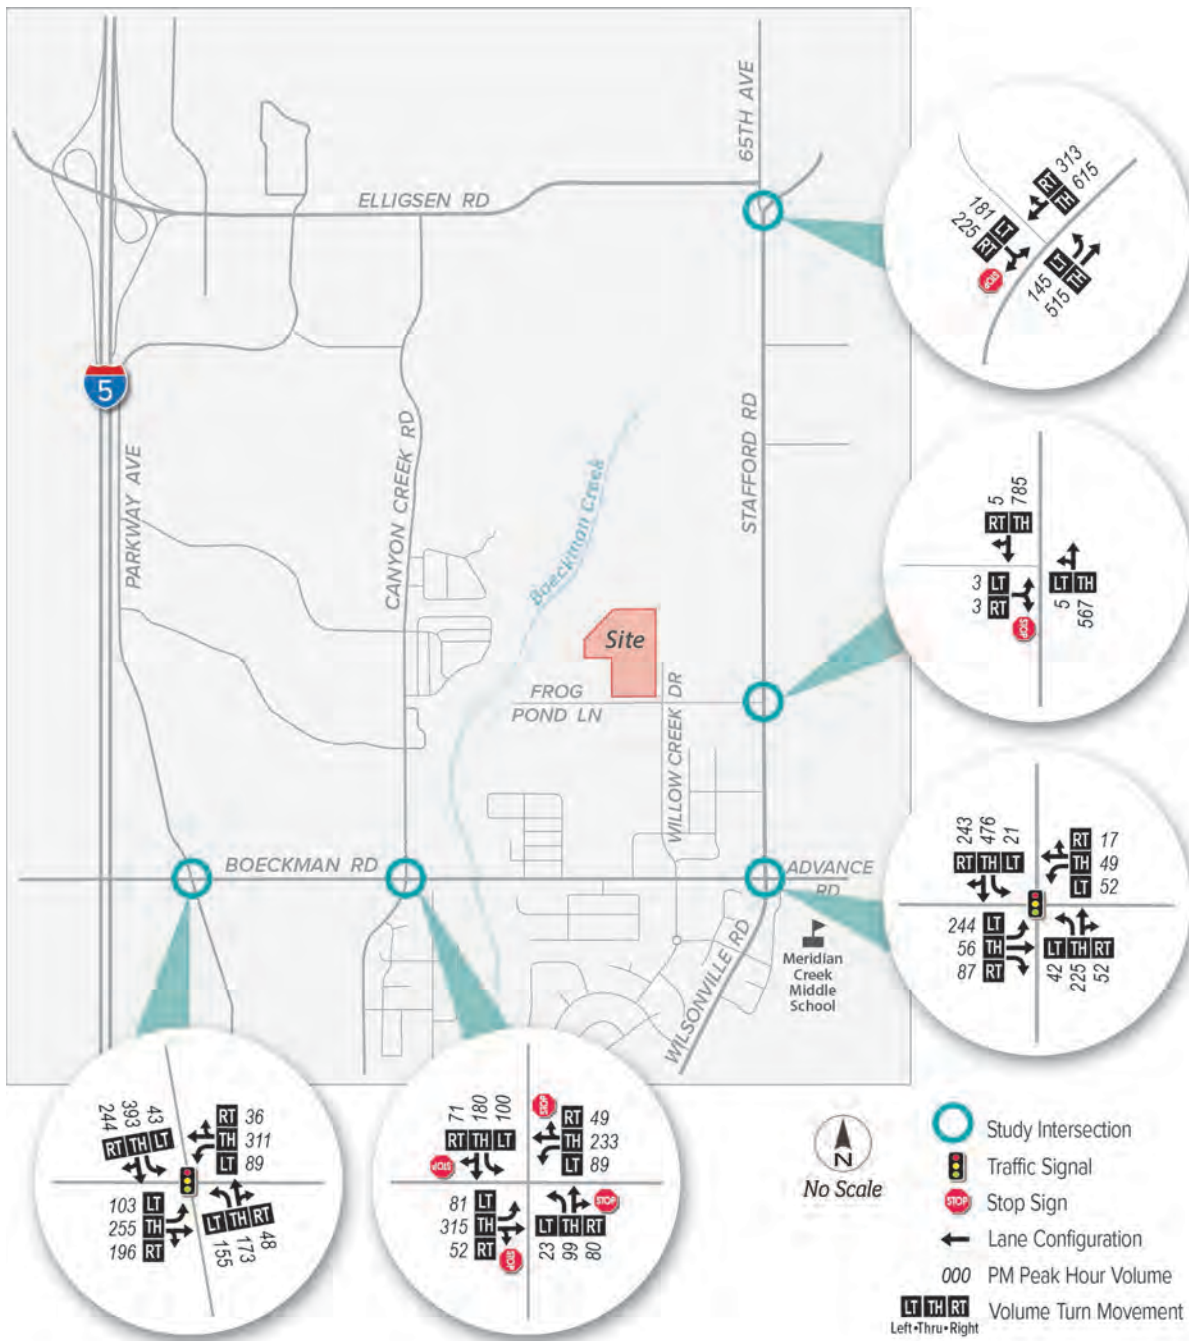 65TH AVE
ELLIGSEN RD
5
PARKWAY AVE
CANYON CREEK RD
Boeckman Creek
STAFFORD RD
Site
FROG
POND LN
WILLOW CREEK DR
BOECKMAN RD
ADVANCE
RD
WILSONVILLE RD
Meridian
Creek
Middle
School
RT 313
TH 615
181 LT
225 RT
STOP
145 LT
515 TH
5 785
RT TH
3 LT
3 RT
STOP
LT TH
5 567
243 476 21
RT TH LT
RT 17
TH 49
LT 52
244 LT
56 TH
87 RT
LT TH RT
42 225 52
244 393 43
RT TH LT
RT 36
TH 311
LT 89
103 LT
255 TH
196 RT
LT TH RT
155 173 48
71 180 100
RT TH LT
STOP
STOP
RT 49
TH 233
LT 89
81 LT
315 TH
52 RT
STOP
STOP
LT TH RT
23 99 80
N
No Scale
Study Intersection
Traffic Signal
STOP Stop Sign
Lane Configuration
000 PM Peak Hour Volume
LT TH RT Volume Turn Movement
Left•Thru•Right